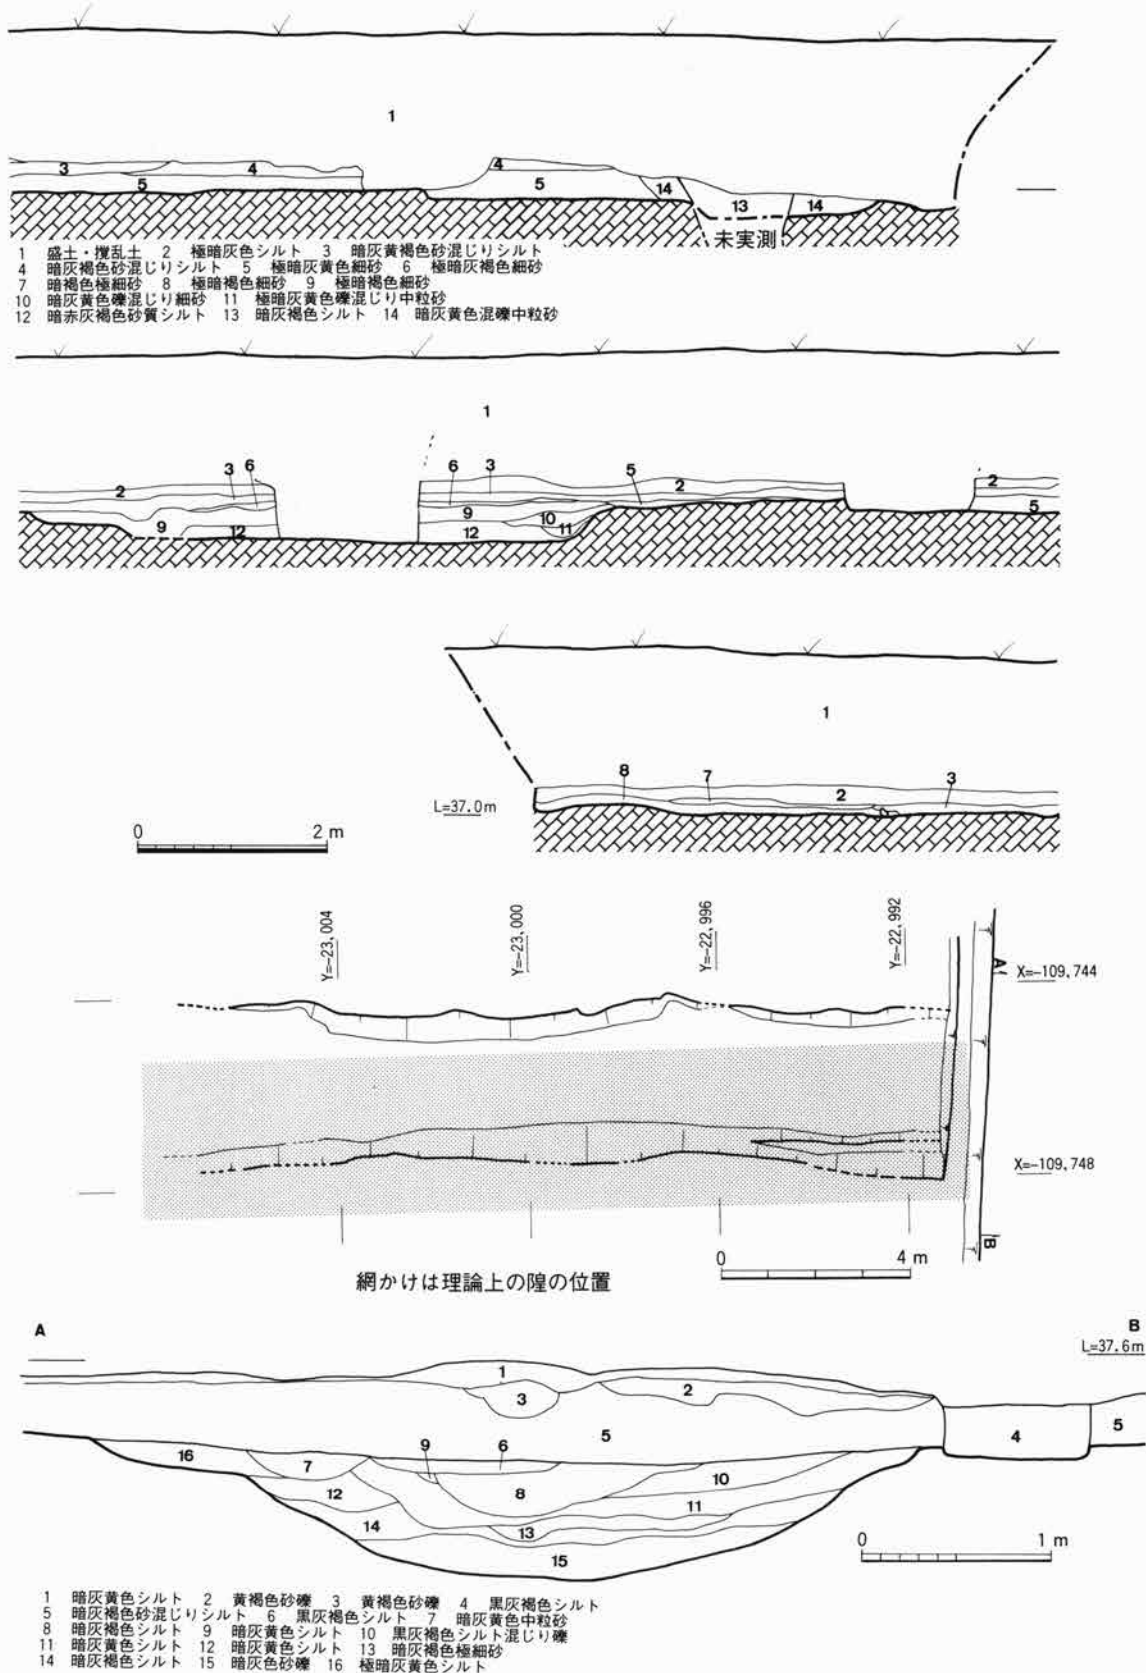 1
3
4
4
5
5
14
13
14
未実測
1 盛土・攪乱土 2 極暗灰色シルト 3 暗灰黄褐色砂混じりシルト
4 暗灰褐色砂混じりシルト 5 極暗灰黄色細砂 6 極暗灰褐色細砂
7 暗褐色極細砂 8 極暗褐色細砂 9 極暗褐色細砂
10 暗灰黄色礫混じり細砂 11 極暗灰黄色礫混じり中粒砂
12 暗赤灰褐色砂質シルト 13 暗灰褐色シルト 14 暗灰黄色混礫中粒砂
1
3 6
6 3 5
2
2
2
9
10
9 12
12
11
5
1
8 7 3
2
L=37.0m
0 2 m
Y=-23,004
Y=-23,000
Y=-22,996
Y=-22,992
A
X=-109,744
X=-109,748
B
0 4 m
網かけは理論上の隍の位置
A
B
L=37.6m
1
3
2
5
4
5
16
7
9
6
8
10
12
11
14
13
15
0 1 m
1 暗灰黄色シルト 2 黄褐色砂礫 3 黄褐色砂礫 4 黒灰褐色シルト
5 暗灰褐色砂混じりシルト 6 黒灰褐色シルト 7 暗灰黄色中粒砂
8 暗灰褐色シルト 9 暗灰黄色シルト 10 黒灰褐色シルト混じり礫
11 暗灰黄色シルト 12 暗灰黄色シルト 13 暗灰褐色極細砂
14 暗灰褐色シルト 15 暗灰色砂礫 16 極暗灰黄色シルト